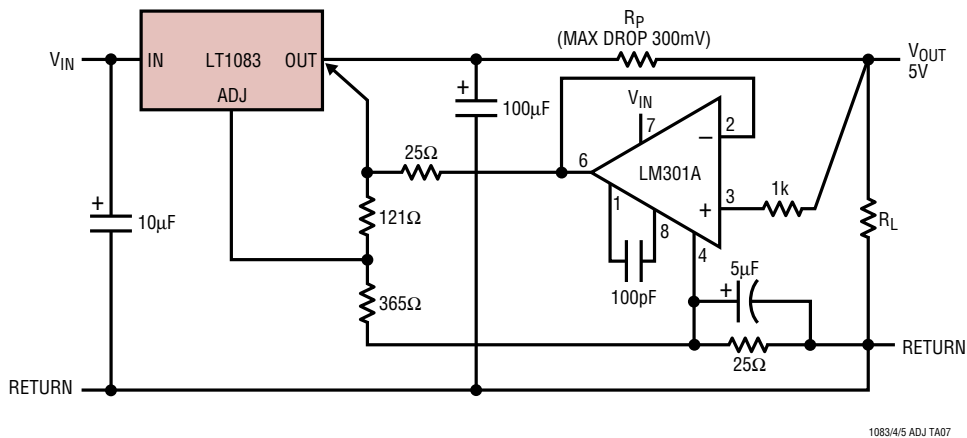 R_P
(MAX DROP 300mV)
V_IN
IN
LT1083
OUT
ADJ
V_OUT
5V
+
100µF
V_IN
7
2
−
25Ω
6
LM301A
3
1k
+
10µF
121Ω
1
+
8
R_L
4
5µF
+
100pF
365Ω
25Ω
RETURN
RETURN
1083/4/5 ADJ TA07